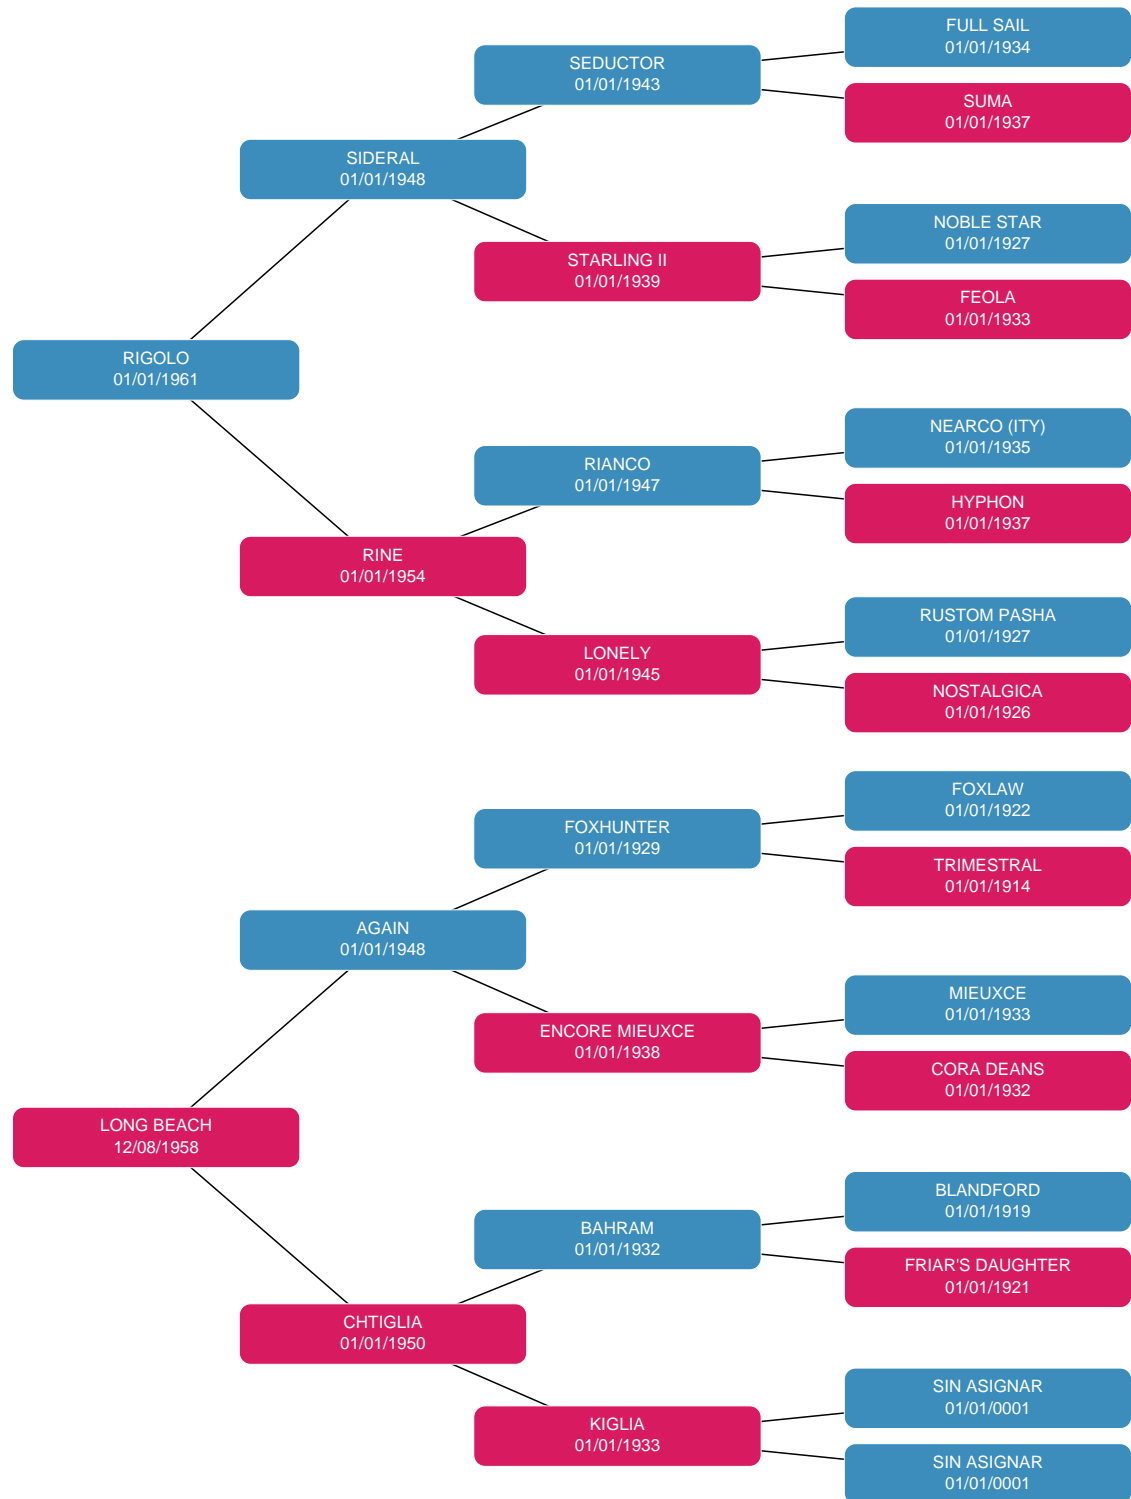 FULL SAIL
01/01/1934
SEDUCTOR
01/01/1943
SUMA
01/01/1937
SIDERAL
01/01/1948
NOBLE STAR
01/01/1927
STARLING II
01/01/1939
FEOLA
01/01/1933
RIGOLO
01/01/1961
NEARCO (ITY)
01/01/1935
RIANCO
01/01/1947
HYPHON
01/01/1937
RINE
01/01/1954
RUSTOM PASHA
01/01/1927
LONELY
01/01/1945
NOSTALGICA
01/01/1926
FOXLAW
01/01/1922
FOXHUNTER
01/01/1929
TRIMESTRAL
01/01/1914
AGAIN
01/01/1948
MIEUXCE
01/01/1933
ENCORE MIEUXCE
01/01/1938
CORA DEANS
01/01/1932
LONG BEACH
12/08/1958
BLANDFORD
01/01/1919
BAHRAM
01/01/1932
FRIAR'S DAUGHTER
01/01/1921
CHTIGLIA
01/01/1950
SIN ASIGNAR
01/01/0001
KIGLIA
01/01/1933
SIN ASIGNAR
01/01/0001